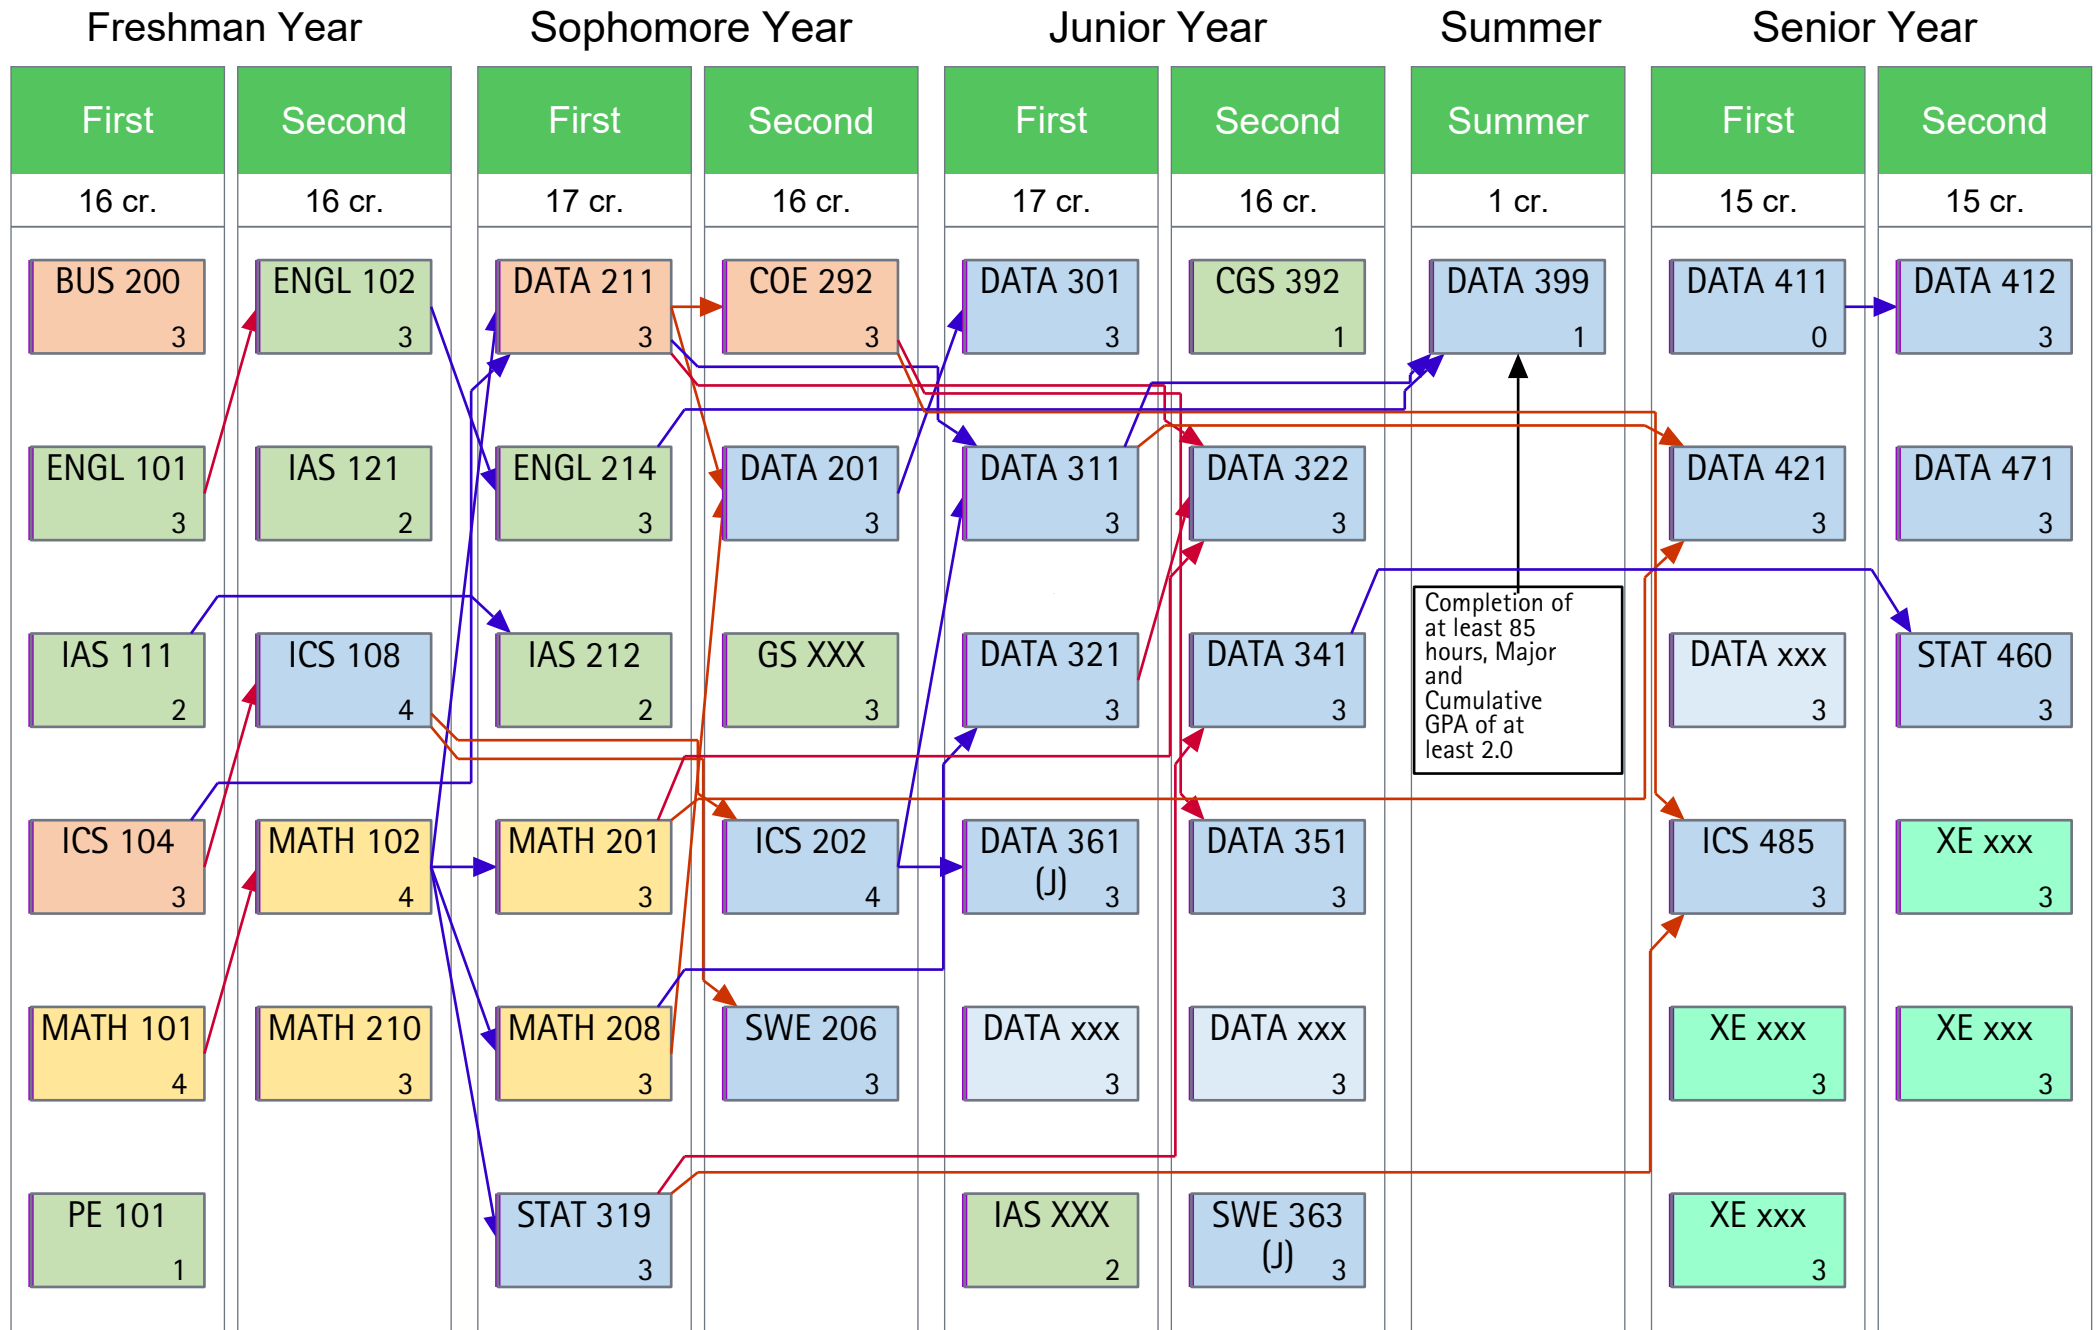 Freshman Year
Sophomore Year
Junior Year
Summer
Senior Year
First
Second
First
Second
First
Second
Summer
First
Second
16 cr.
16 cr.
17 cr.
16 cr.
17 cr.
16 cr.
1 cr.
15 cr.
15 cr.
BUS 200
3
ENGL 102
3
DATA 211
3
COE 292
3
DATA 301
3
CGS 392
1
DATA 399
1
DATA 411
0
DATA 412
3
ENGL 101
3
IAS 121
2
ENGL 214
3
DATA 201
3
DATA 311
3
DATA 322
3
DATA 421
3
DATA 471
3
Completion of
at least 85
hours, Major
and
Cumulative
GPA of at
least 2.0
IAS 111
2
ICS 108
4
IAS 212
2
GS XXX
3
DATA 321
3
DATA 341
3
DATA xxx
3
STAT 460
3
ICS 104
3
MATH 102
4
MATH 201
3
ICS 202
4
DATA 361
(J) 3
DATA 351
3
ICS 485
3
XE xxx
3
MATH 101
4
MATH 210
3
MATH 208
3
SWE 206
3
DATA xxx
3
DATA xxx
3
XE xxx
3
XE xxx
3
PE 101
1
STAT 319
3
IAS XXX
2
SWE 363
(J) 3
XE xxx
3